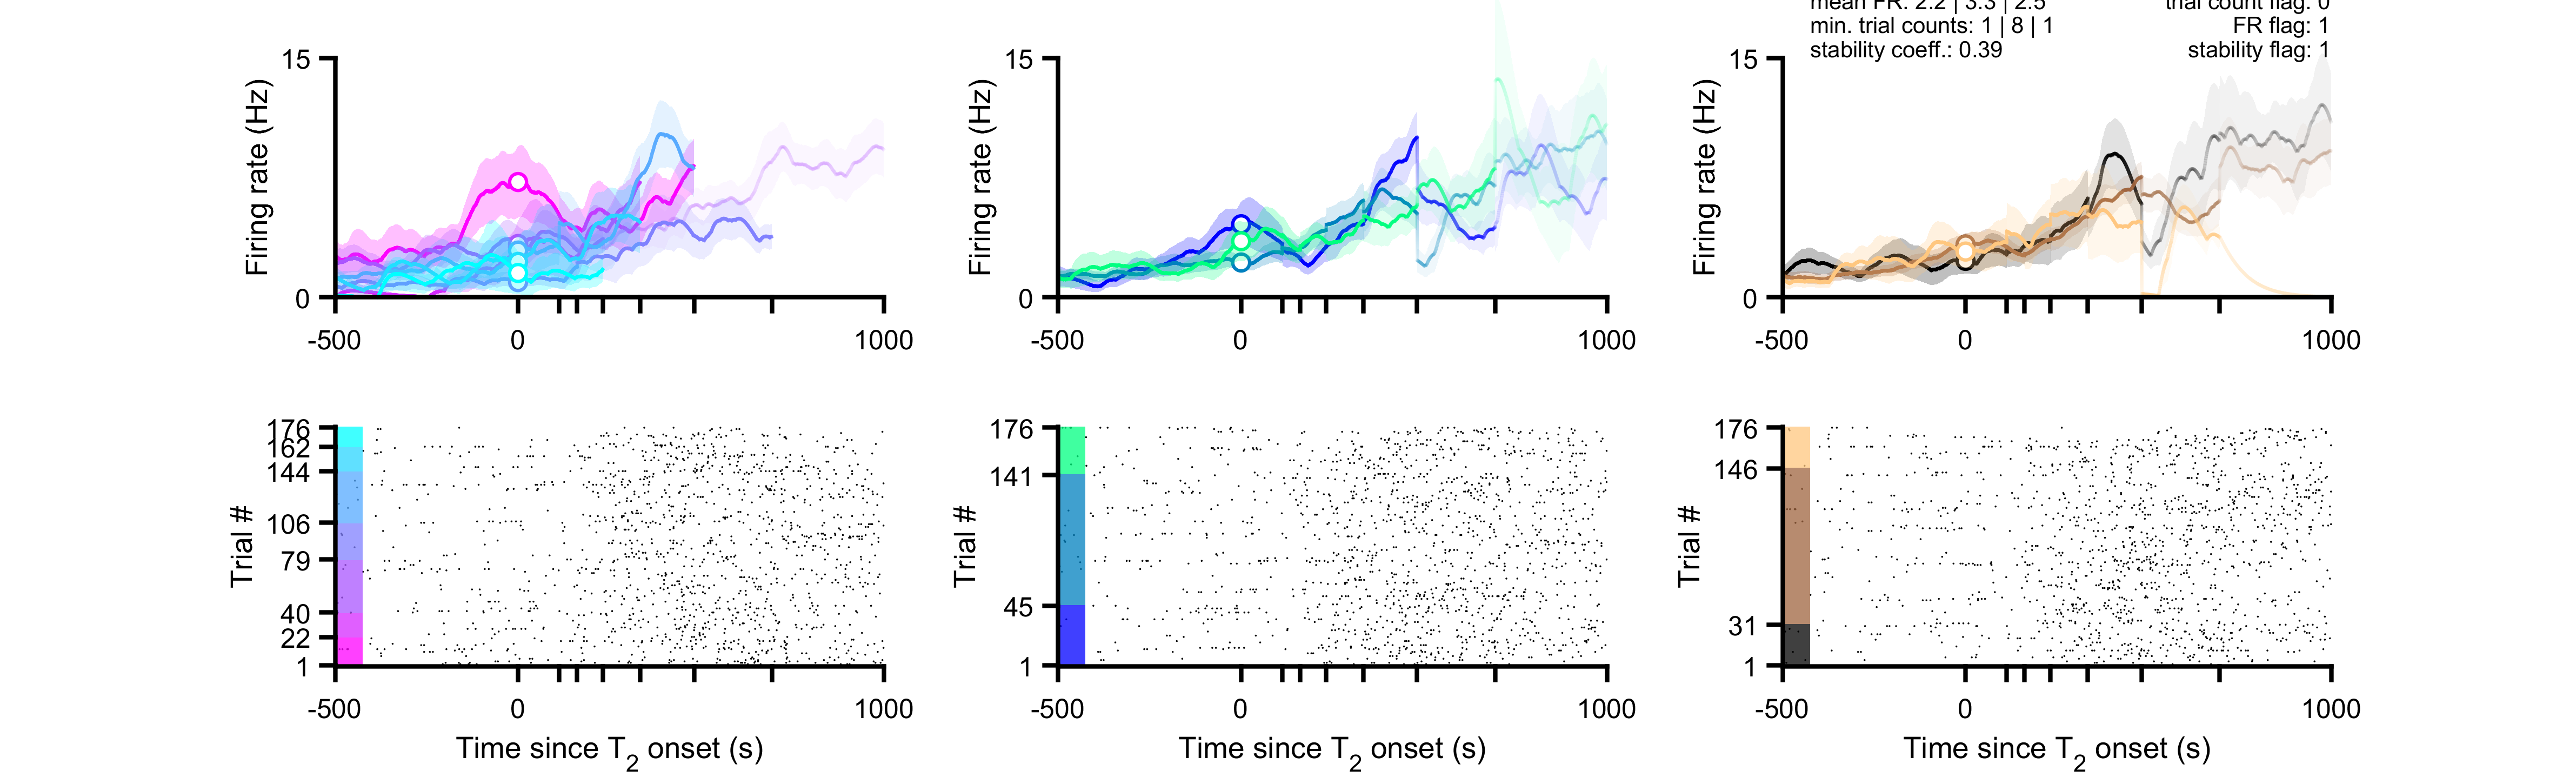 mean FR: 2.2 | 3.3 | 2.5 trial count flag: 0
min. trial counts: 1 | 8 | 1 FR flag: 1
stability coeff.: 0.39 stability flag: 1
15
0
Firing rate (Hz)
-500 0 1000
15
0
Firing rate (Hz)
-500 0 1000
15
0
Firing rate (Hz)
-500 0 1000
176
162
144
106
79
40
22
1
Trial #
-500 0 1000
Time since T2 onset (s)
176
141
45
1
Trial #
-500 0 1000
Time since T2 onset (s)
176
146
31
1
Trial #
-500 0 1000
Time since T2 onset (s)